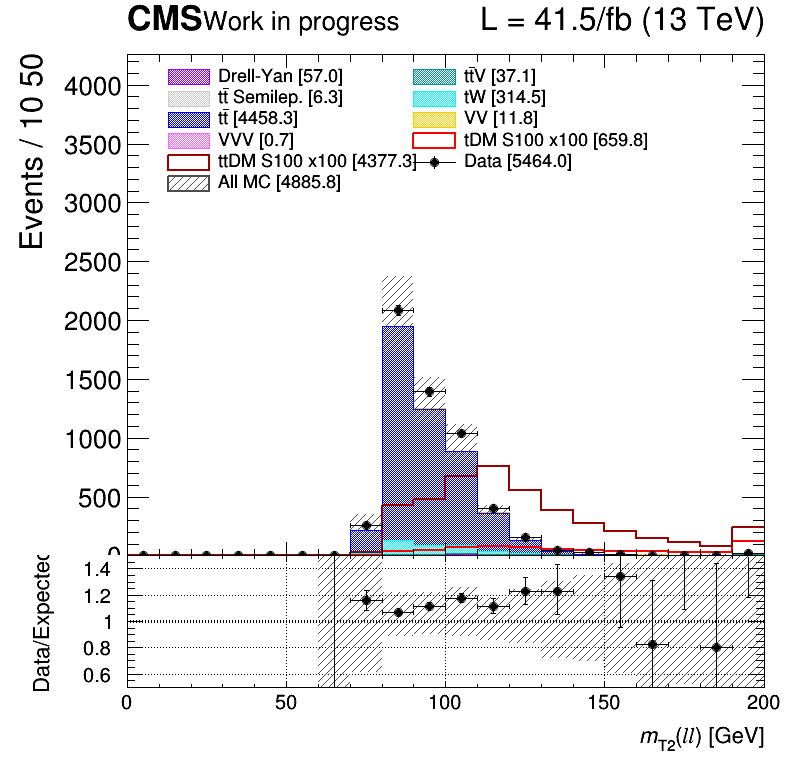 CMS Work in progress L = 41.5/fb (13 TeV)
Drell-Yan [57.0] tt̄V [37.1]
tt̄ Semilep. [6.3] tW [314.5]
tt̄ [4458.3] VV [11.8]
VVV [0.7] tDM S100 x100 [659.8]
ttDM S100 x100 [4377.3] Data [5464.0]
All MC [4885.8]
Events / 10 50
4000
3500
3000
2500
2000
1500
1000
500
0
Data/Expected
1.4
1.2
1
0.8
0.6
0 50 100 150 200
m_T2(ll) [GeV]